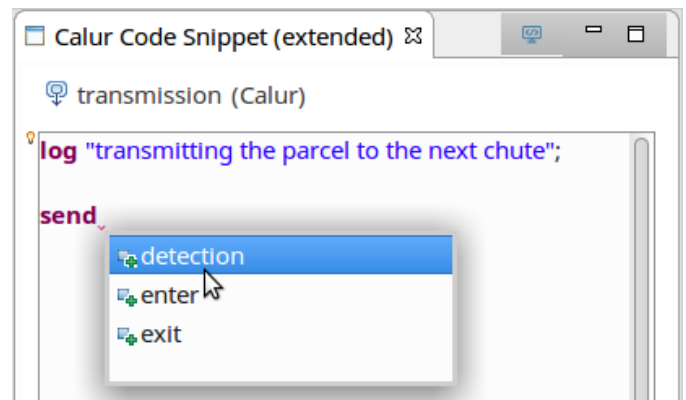 Calur Code Snippet (extended)
transmission (Calur)
log "transmitting the parcel to the next chute";
send
detection
enter
exit